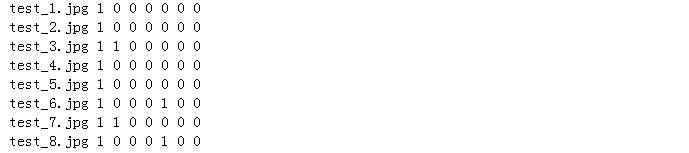 test_1.jpg 1 0 0 0 0 0 0
test_2.jpg 1 0 0 0 0 0 0
test_3.jpg 1 1 0 0 0 0 0
test_4.jpg 1 0 0 0 0 0 0
test_5.jpg 1 0 0 0 0 0 0
test_6.jpg 1 0 0 0 1 0 0
test_7.jpg 1 1 0 0 0 0 0
test_8.jpg 1 0 0 0 1 0 0